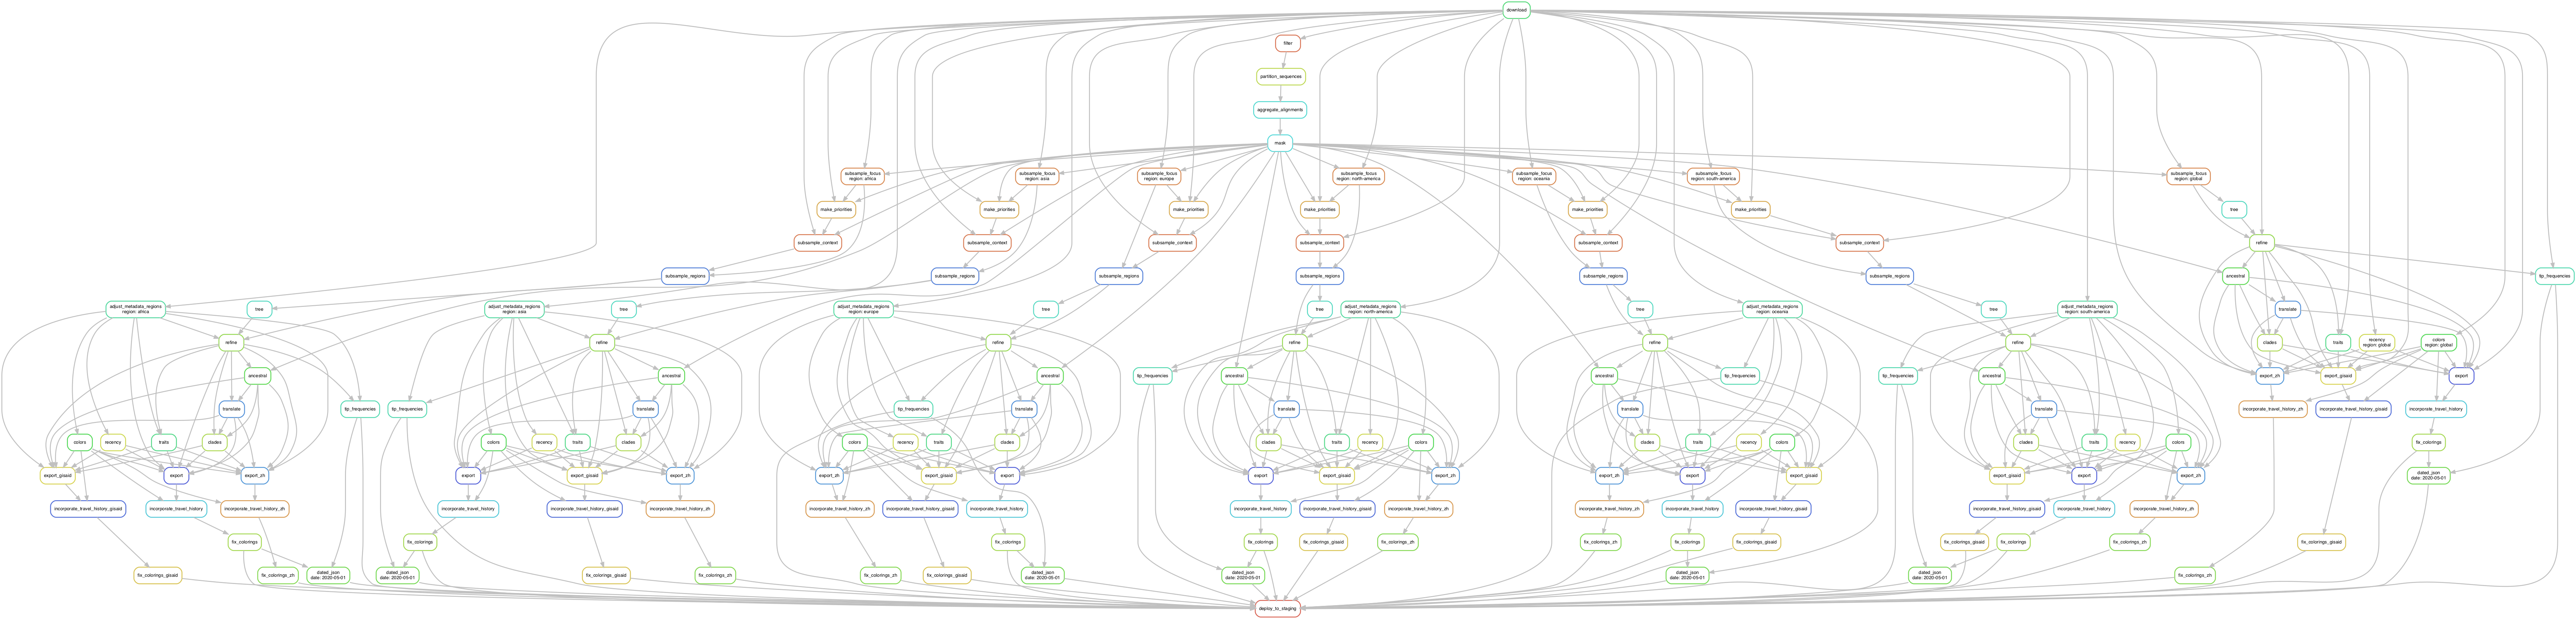 download
filter
partition_sequences
aggregate_alignments
mask
subsample_focus
region: africa
subsample_focus
region: asia
subsample_focus
region: europe
subsample_focus
region: north-america
subsample_focus
region: oceania
subsample_focus
region: south-america
subsample_focus
region: global
make_priorities
make_priorities
make_priorities
make_priorities
make_priorities
make_priorities
tree
subsample_context
subsample_context
subsample_context
subsample_context
subsample_context
subsample_context
refine
subsample_regions
subsample_regions
subsample_regions
subsample_regions
subsample_regions
subsample_regions
ancestral
tip_frequencies
adjust_metadata_regions
region: africa
tree
adjust_metadata_regions
region: asia
tree
adjust_metadata_regions
region: europe
tree
tree
adjust_metadata_regions
region: north-america
tree
adjust_metadata_regions
region: oceania
tree
adjust_metadata_regions
region: south-america
translate
refine
refine
refine
refine
refine
refine
clades
traits
recency
region: global
colors
region: global
ancestral
ancestral
ancestral
tip_frequencies
ancestral
ancestral
tip_frequencies
tip_frequencies
ancestral
export_zh
export_gisaid
export
translate
tip_frequencies
tip_frequencies
translate
tip_frequencies
translate
translate
translate
translate
incorporate_travel_history_zh
incorporate_travel_history_gisaid
incorporate_travel_history
colors
recency
traits
clades
colors
recency
traits
clades
colors
recency
traits
clades
clades
traits
recency
colors
clades
traits
recency
colors
clades
traits
recency
colors
fix_colorings
export_gisaid
export
export_zh
export
export_gisaid
export_zh
export_zh
export_gisaid
export
export
export_gisaid
export_zh
export_zh
export
export_gisaid
export_gisaid
export
export_zh
dated_json
date: 2020-05-01
incorporate_travel_history_gisaid
incorporate_travel_history
incorporate_travel_history_zh
incorporate_travel_history
incorporate_travel_history_gisaid
incorporate_travel_history_zh
incorporate_travel_history_zh
incorporate_travel_history_gisaid
incorporate_travel_history
incorporate_travel_history
incorporate_travel_history_gisaid
incorporate_travel_history_zh
incorporate_travel_history_zh
incorporate_travel_history
incorporate_travel_history_gisaid
incorporate_travel_history_gisaid
incorporate_travel_history
incorporate_travel_history_zh
fix_colorings
fix_colorings
fix_colorings
fix_colorings
fix_colorings_gisaid
fix_colorings_zh
fix_colorings_zh
fix_colorings
fix_colorings_gisaid
fix_colorings_gisaid
fix_colorings
fix_colorings_zh
fix_colorings_gisaid
fix_colorings_gisaid
fix_colorings_zh
dated_json
date: 2020-05-01
dated_json
date: 2020-05-01
fix_colorings_gisaid
fix_colorings_zh
fix_colorings_zh
fix_colorings_gisaid
dated_json
date: 2020-05-01
dated_json
date: 2020-05-01
dated_json
date: 2020-05-01
dated_json
date: 2020-05-01
fix_colorings_zh
deploy_to_staging